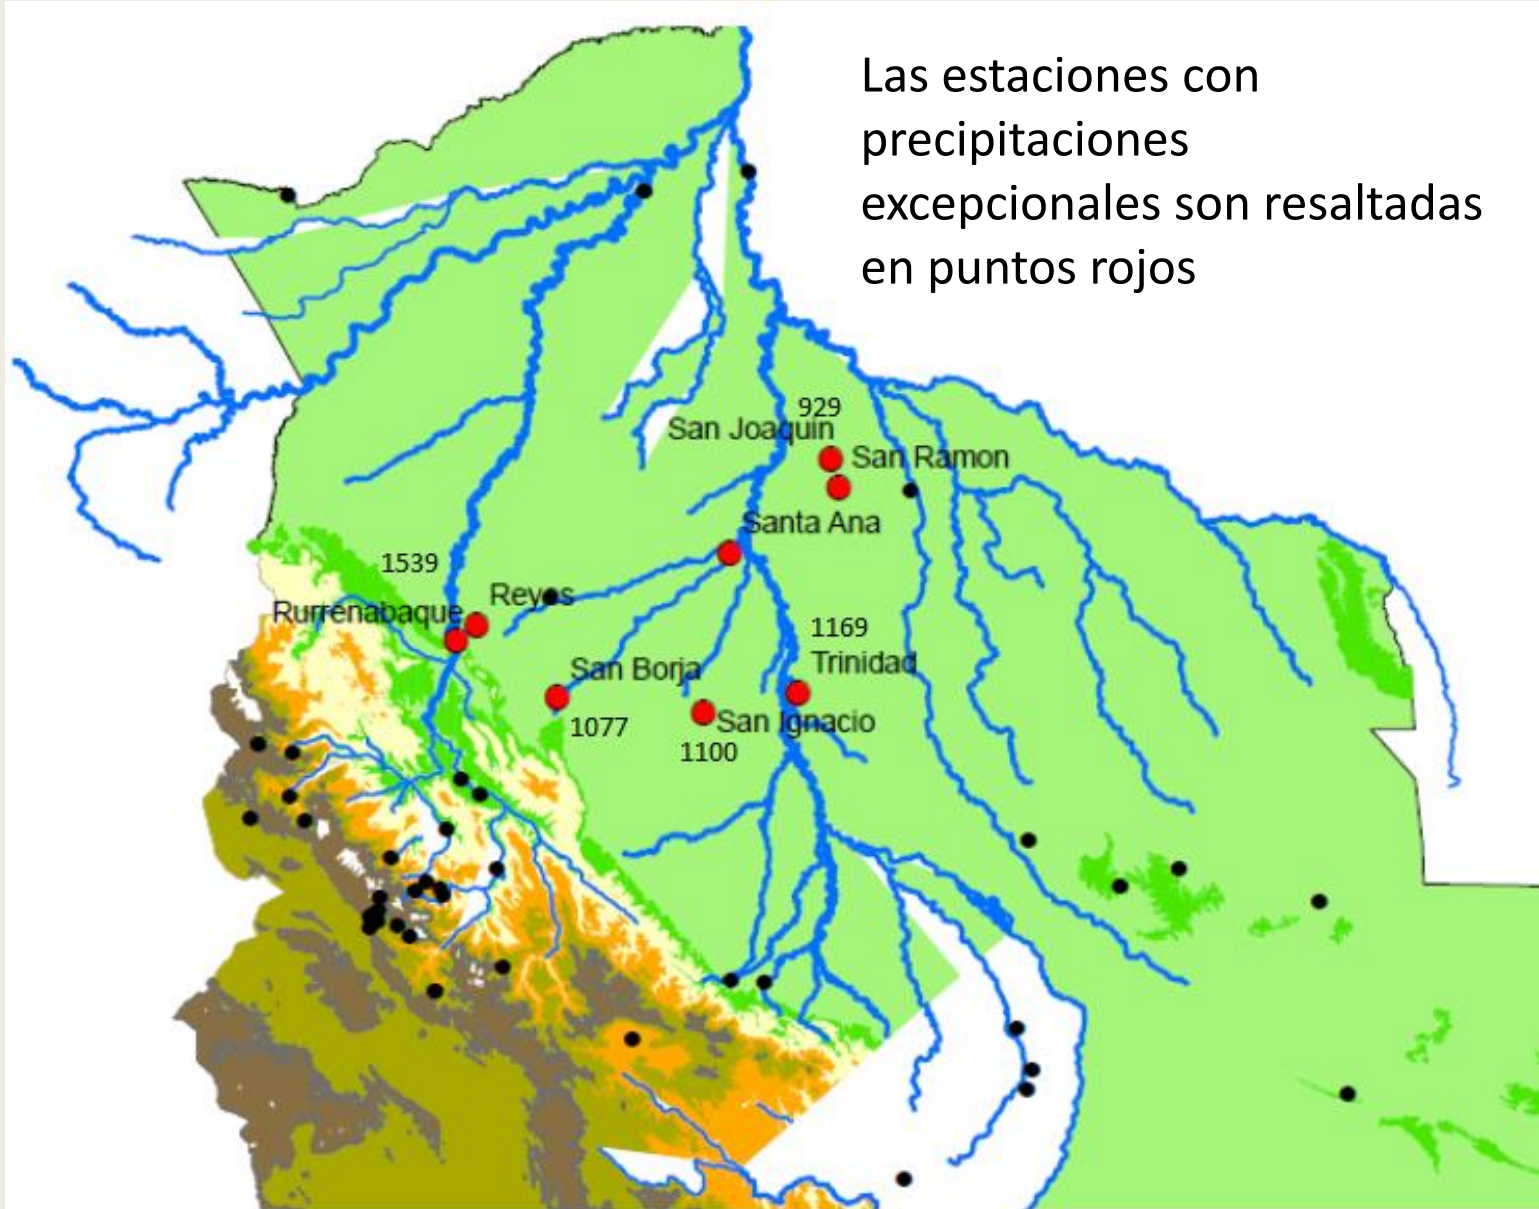 Las estaciones con
precipitaciones
excepcionales son resaltadas
en puntos rojos
929
San Joaquin
San Ramon
Santa Ana
1539
Reyes
Rurrenabaque
1169
Trinidad
San Borja
1077
San Ignacio
1100